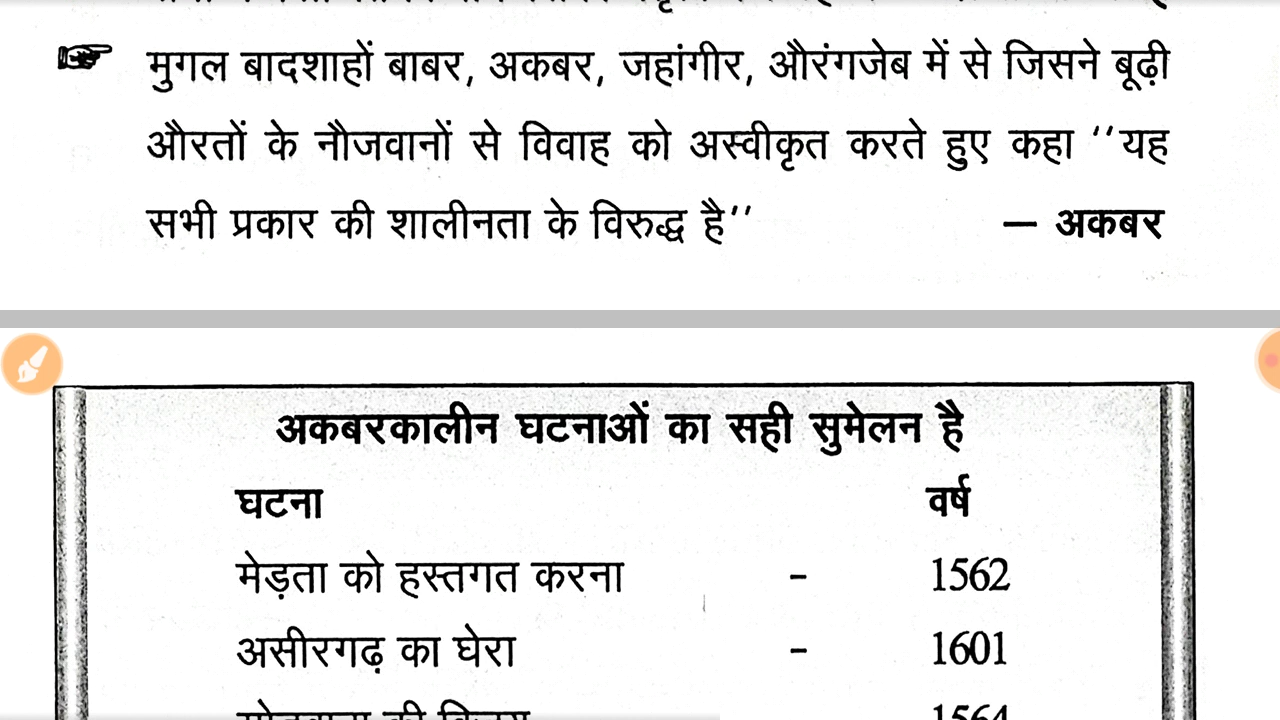 मुगल बादशाहों बाबर, अकबर, जहांगीर, औरंगजेब में से जिसने बूढ़ी
औरतों के नौजवानों से विवाह को अस्वीकृत करते हुए कहा ‘‘यह
सभी प्रकार की शालीनता के विरुद्ध है’’ — अकबर
अकबरकालीन घटनाओं का सही सुमेलन है
घटना वर्ष
मेड़ता को हस्तगत करना - 1562
असीरगढ़ का घेरा - 1601
की विजय 1564